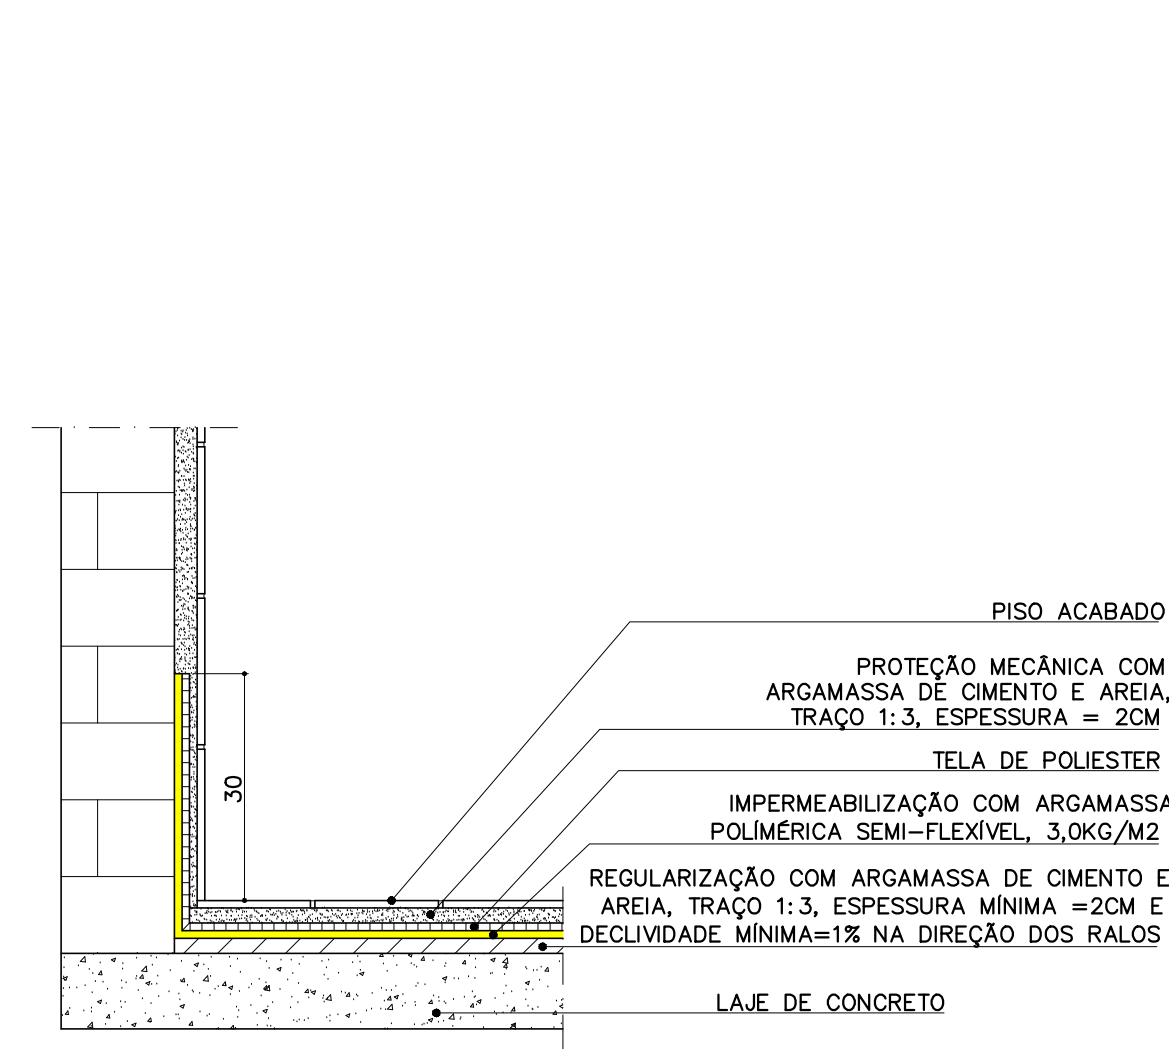 PISO ACABADO
PROTEÇÃO MECÂNICA COM
ARGAMASSA DE CIMENTO E AREIA,
TRAÇO 1:3, ESPESSURA = 2CM
TELA DE POLIESTER
30
IMPERMEABILIZAÇÃO COM ARGAMASSA
POLÍMÉRICA SEMI-FLEXÍVEL, 3,0KG/M2
REGULARIZAÇÃO COM ARGAMASSA DE CIMENTO E
AREIA, TRAÇO 1:3, ESPESSURA MÍNIMA =2CM E
DECLIVIDADE MÍNIMA=1% NA DIREÇÃO DOS RALOS
LAJE DE CONCRETO